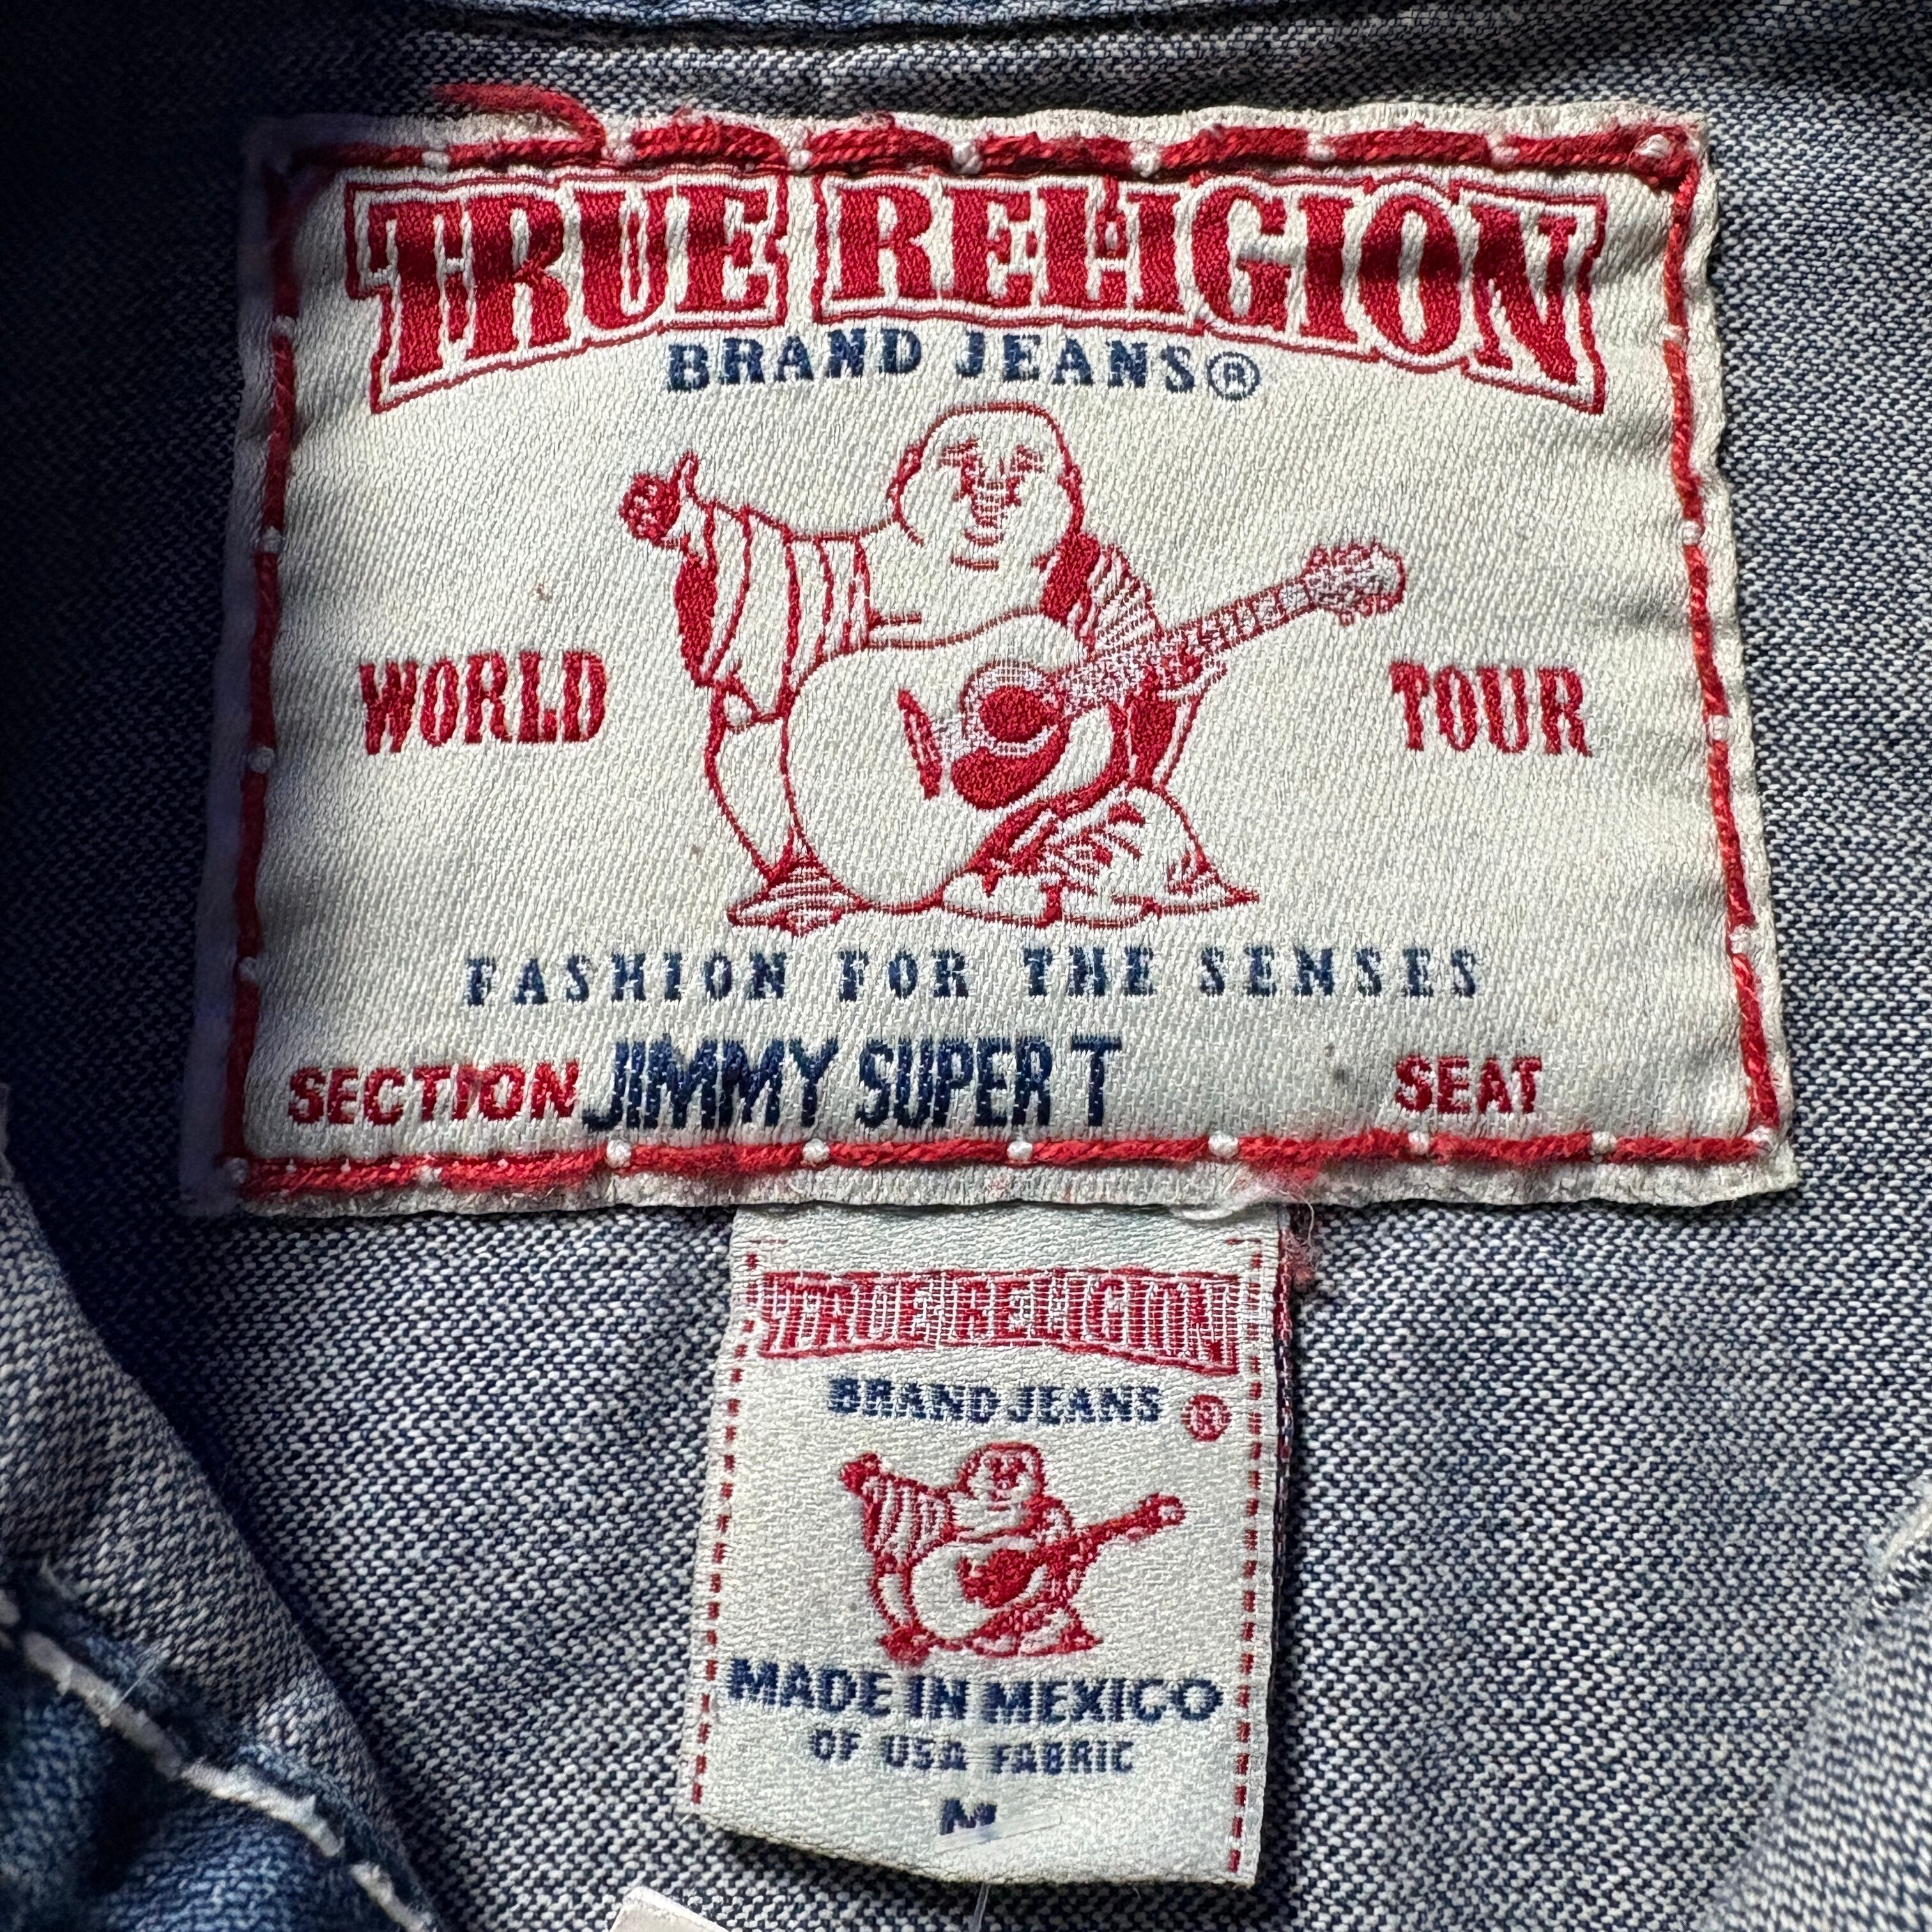 TRUE RELIGION
BRAND JEANS®
WORLD TOUR
FASHION FOR THE SENSES
SECTION JIMMY SUPER T SEAT
TRUE RELIGION
BRAND JEANS ®
MADE IN MEXICO
OF USA FABRIC
M